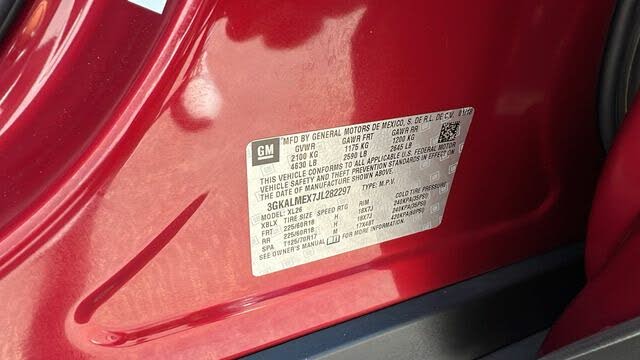 GM
MFD BY GENERAL MOTORS DE MEXICO, S. DE R.L. DE C.V. 01/18
GVWR GAWR FRT GAWR RR
2100 KG 1175 KG 1200 KG
4630 LB 2590 LB 2645 LB
THIS VEHICLE CONFORMS TO ALL APPLICABLE U.S. FEDERAL MOTOR
VEHICLE SAFETY AND THEFT PREVENTION STANDARDS IN EFFECT ON THE DATE OF MANUFACTURE SHOWN ABOVE.
3GKALMEX7JL282297 TYPE: M.P.V.
MODEL: XL26
XBLX TIRE SIZE SPEED RTG RIM COLD TIRE PRESSURE
FRT 225/60R18 H 18X7J 240KPA(35PSI)
RR 225/60R18 H 18X7J 240KPA(35PSI)
SPA T125/70R17 M 17X4BT 420KPA(60PSI)
SEE OWNER'S MANUAL